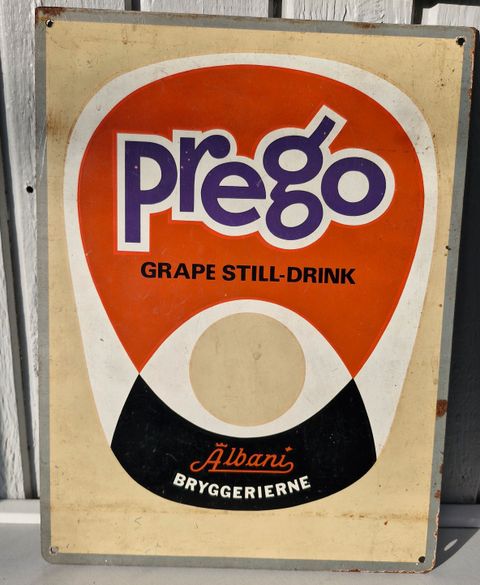 prego
GRAPE STILL-DRINK
Albani
BRYGGERIERNE